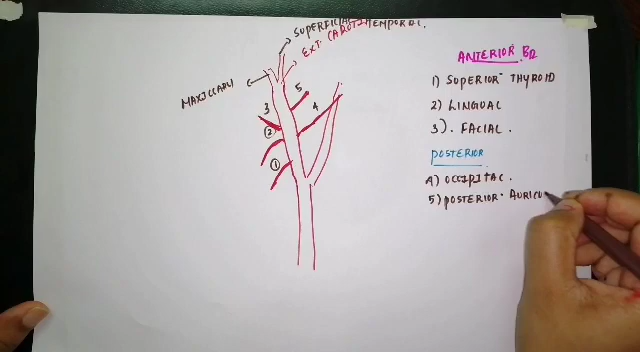 SUPERFICIAL TEMPORAL
EXT. CAROTI
MAXILLARY
3
5
4
2
1
ANTERIOR BR
1) SUPERIOR THYROID
2) LINGUAL
3). FACIAL.
POSTERIOR
4) OCCIPITAL.
5) POSTERIOR AURICU